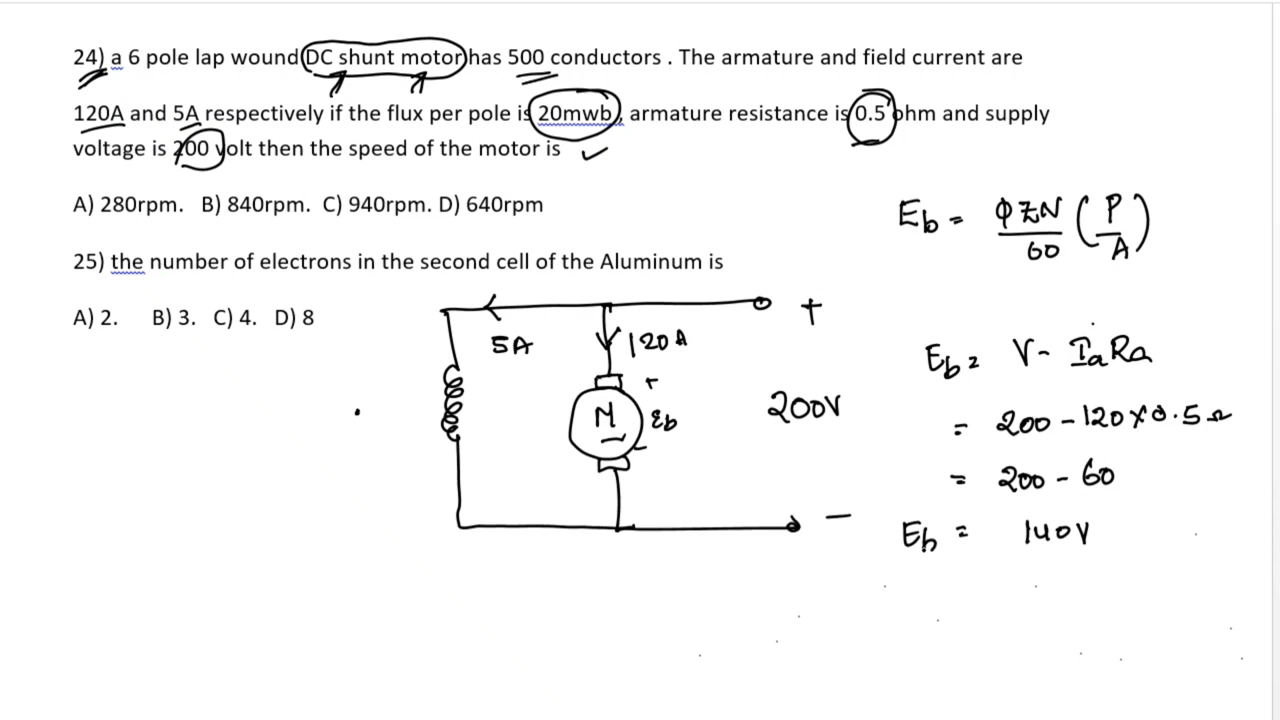 24) a 6 pole lap wound DC shunt motor has 500 conductors . The armature and field current are
120A and 5A respectively if the flux per pole is 20mwb, armature resistance is 0.5 ohm and supply
voltage is 200 volt then the speed of the motor is
A) 280rpm. B) 840rpm. C) 940rpm. D) 640rpm
Eb = ΦZN/60 (P/A)
25) the number of electrons in the second cell of the Aluminum is
A) 2. B) 3. C) 4. D) 8
+
5A
120A
Eb = V - IaRa
+
M
Eb
-
200V
= 200 - 120 x 0.5 Ω
= 200 - 60
-
Eb = 140V